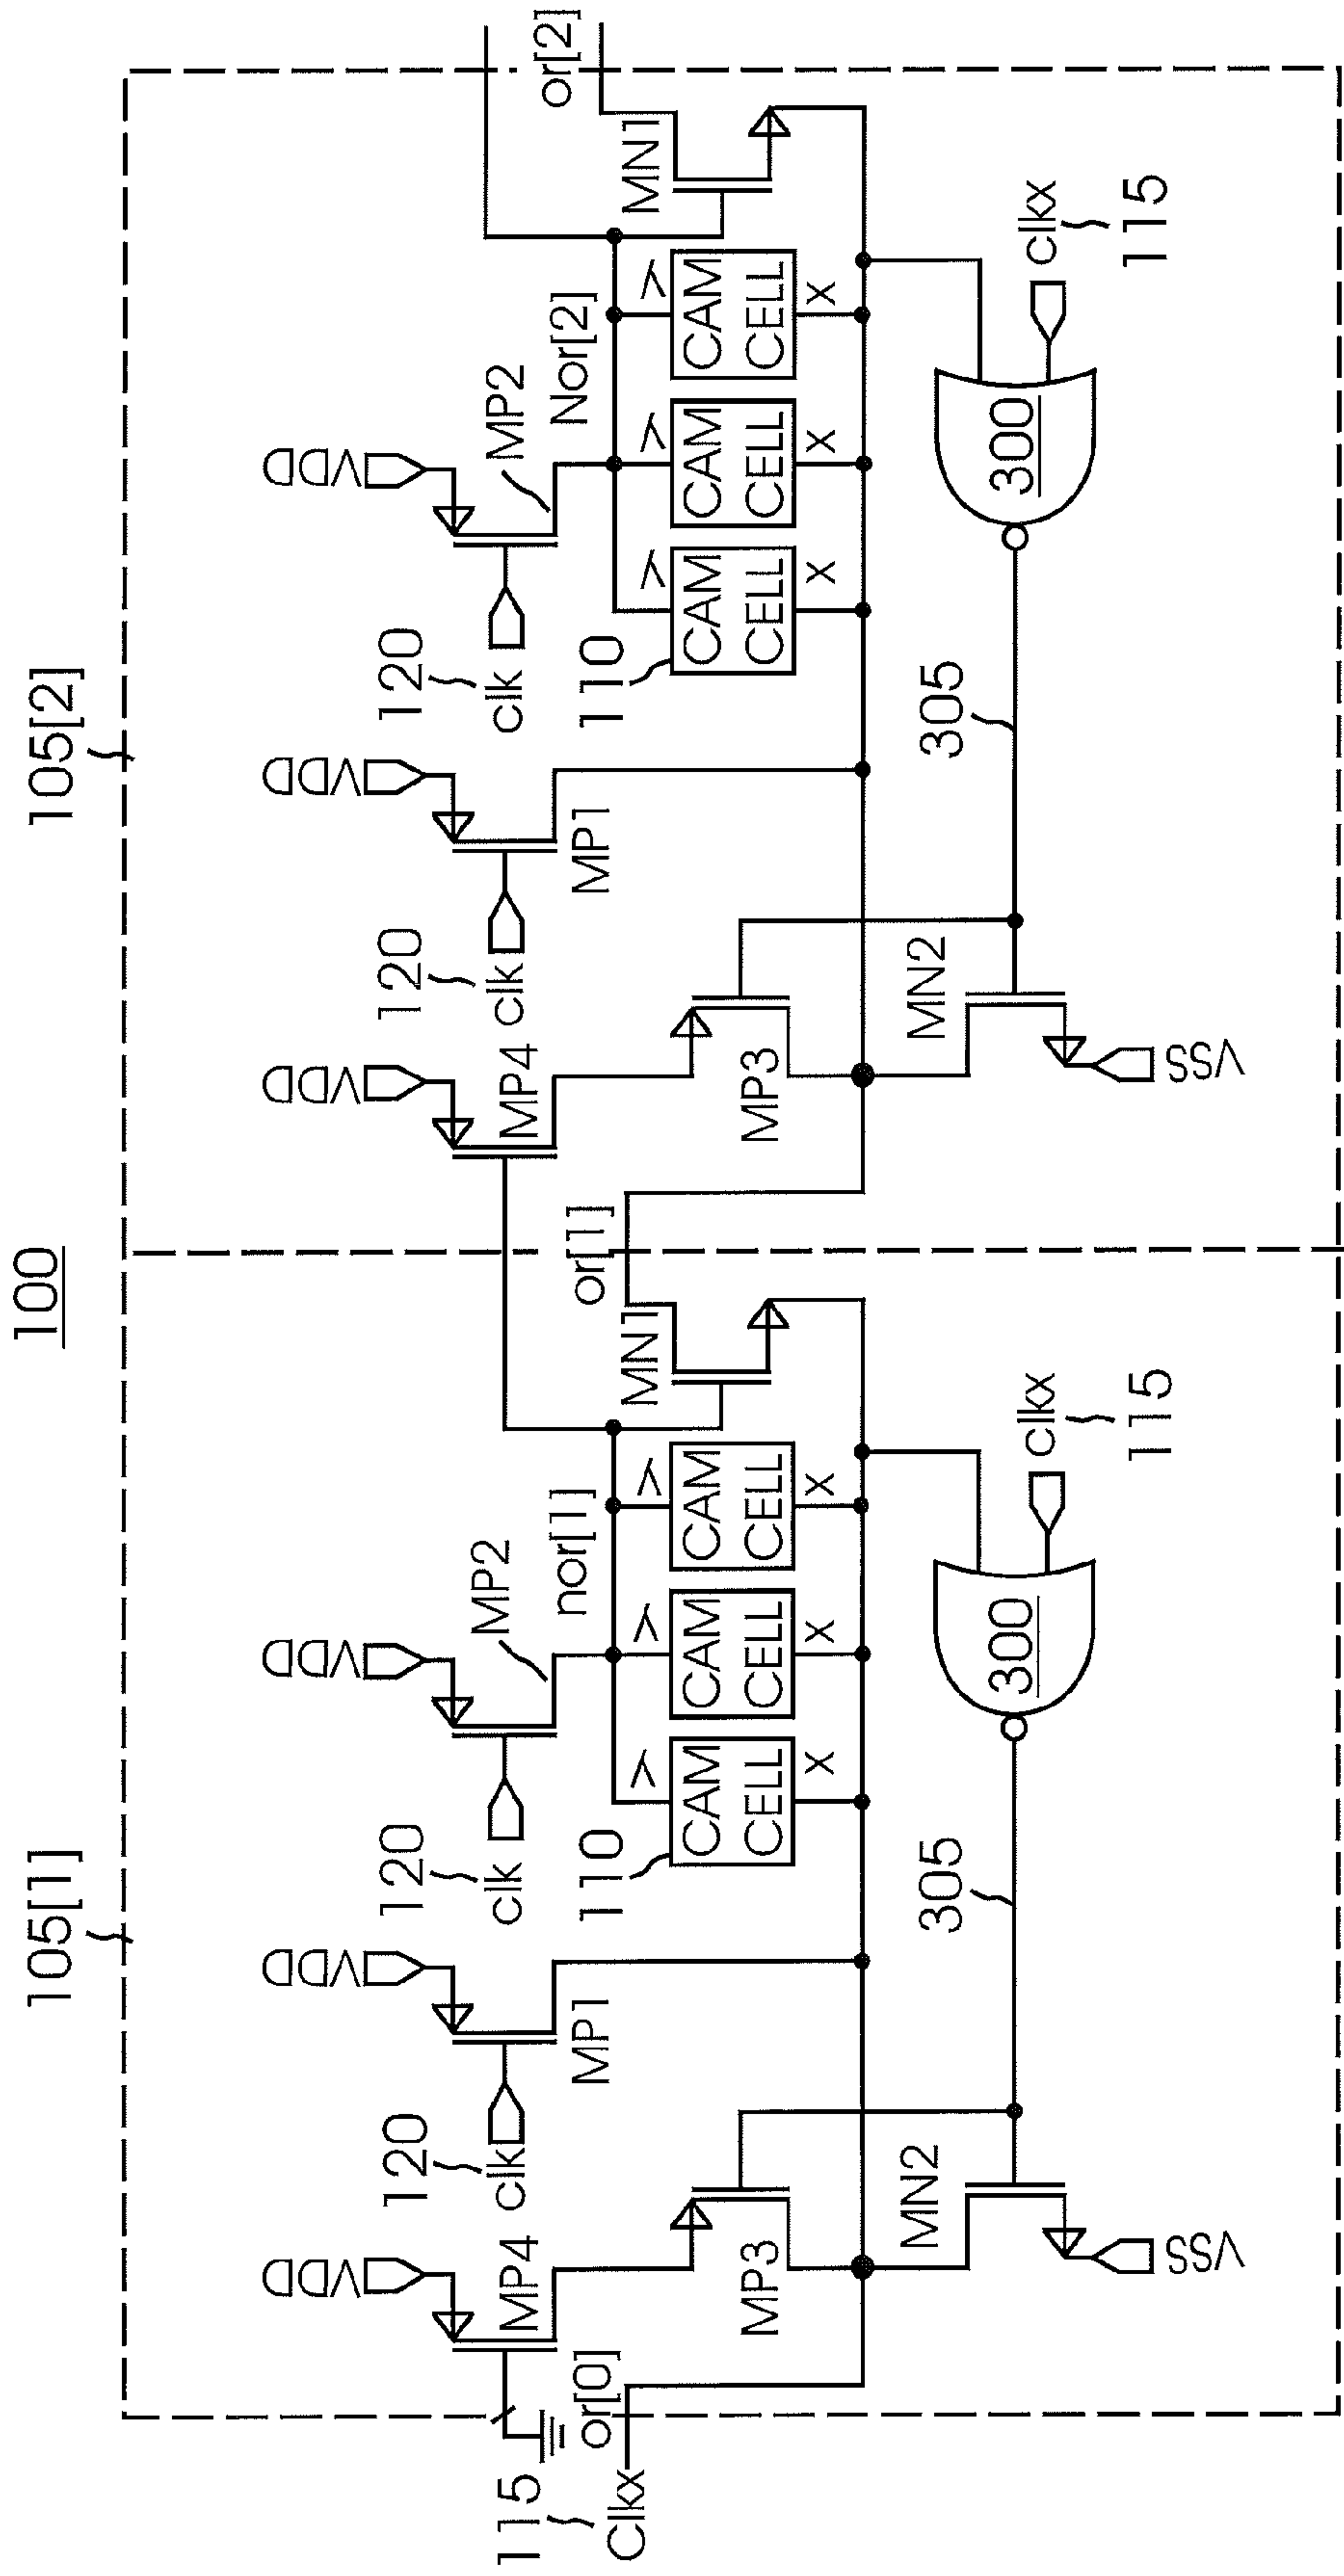 100
105[1]
105[2]
VDD
VDD
VDD
VDD
VDD
VDD
120
clk
120
clk
120
clk
120
clk
MP4
MP1
MP2
MP4
MP1
MP2
115
Clkx
or[0]
nor[1]
or[1]
Nor[2]
or[2]
110
Y
Y
Y
CAM
CELL
CAM
CELL
CAM
CELL
X
X
X
MN1
110
Y
Y
Y
CAM
CELL
CAM
CELL
CAM
CELL
X
X
X
MN1
MP3
MN2
VSS
305
300
clkx
115
MP3
MN2
VSS
305
300
clkx
115